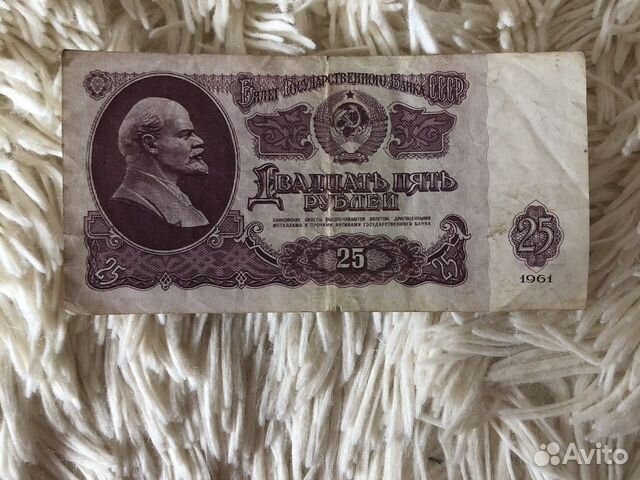 Билет Государственного Банка СССР
Двадцать пять
рублей
БАНКОВСКИЕ БИЛЕТЫ ОБЕСПЕЧИВАЮТСЯ ЗОЛОТОМ, ДРАГОЦЕННЫМИ
МЕТАЛЛАМИ И ПРОЧИМИ АКТИВАМИ ГОСУДАРСТВЕННОГО БАНКА
25
25
25
25
1961
Avito